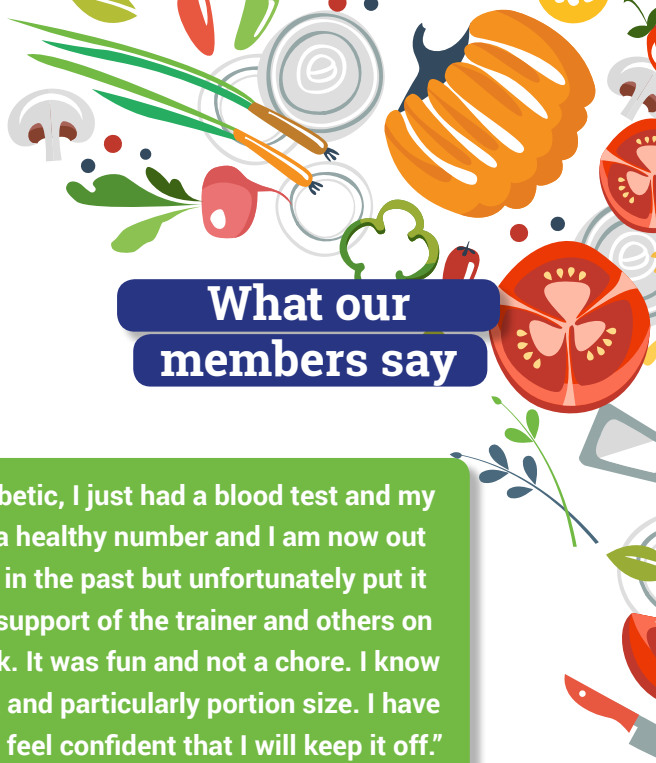 What our
members say
betic, I just had a blood test and my
a healthy number and I am now out
in the past but unfortunately put it
support of the trainer and others on
k. It was fun and not a chore. I know
and particularly portion size. I have
feel confident that I will keep it off.”